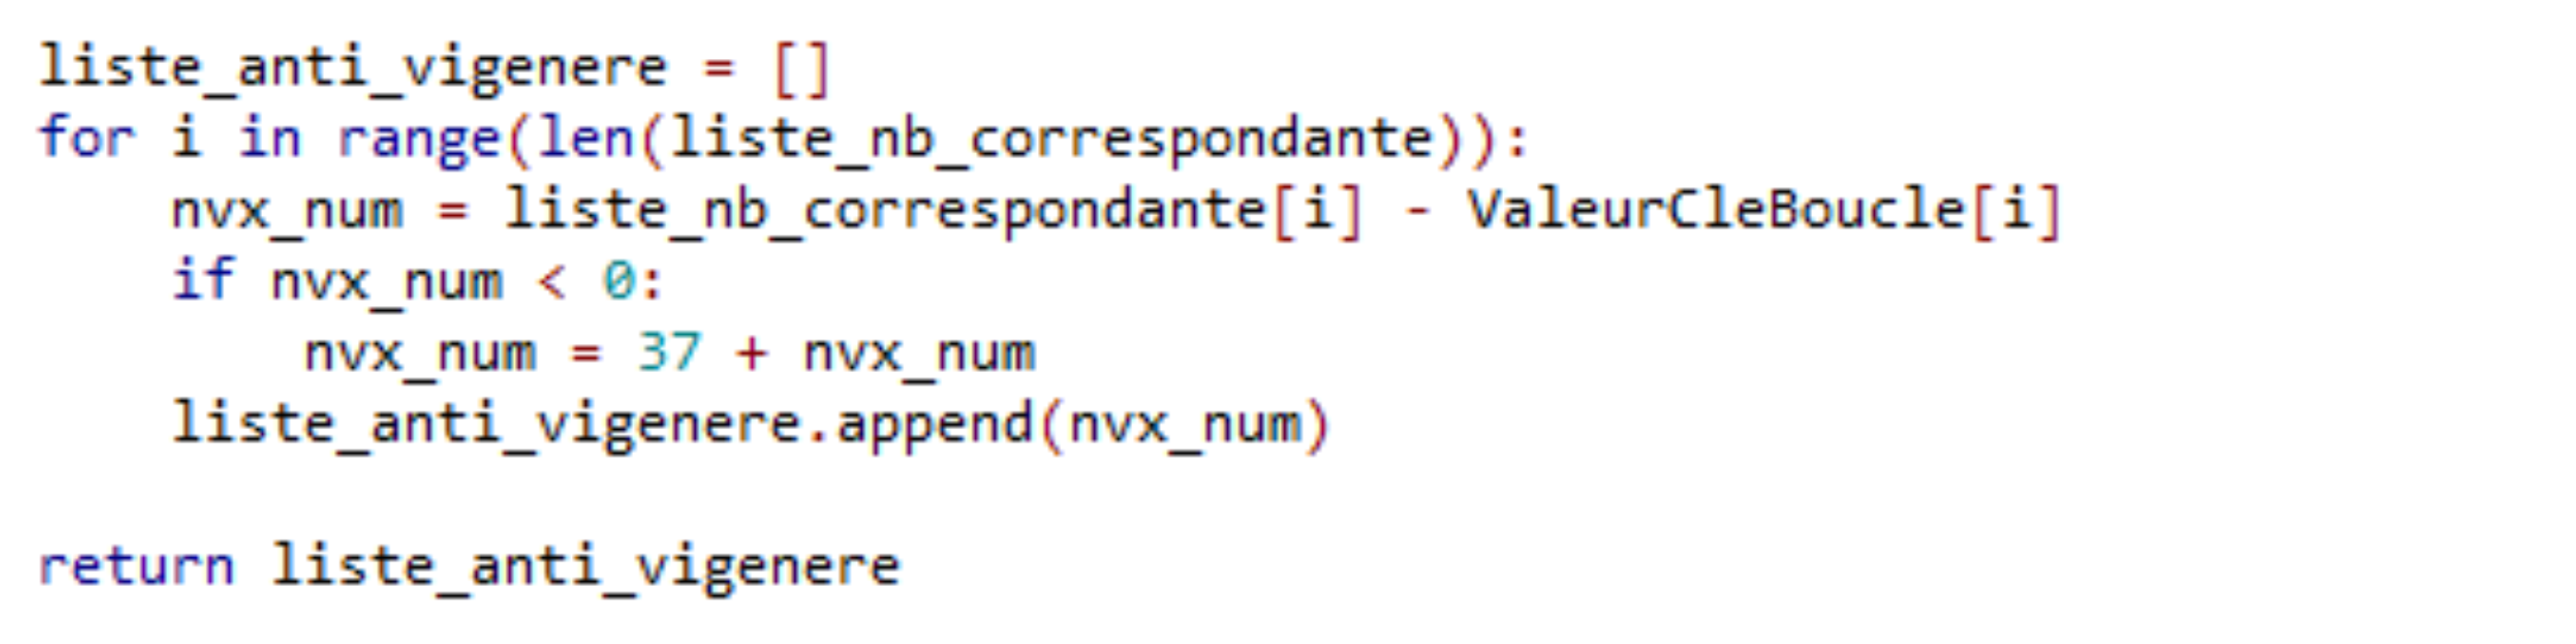 liste_anti_vigenere = []
for i in range(len(liste_nb_correspondante)):
    nvx_num = liste_nb_correspondante[i] - ValeurCleBoucle[i]
    if nvx_num < 0:
        nvx_num = 37 + nvx_num
    liste_anti_vigenere.append(nvx_num)
return liste_anti_vigenere